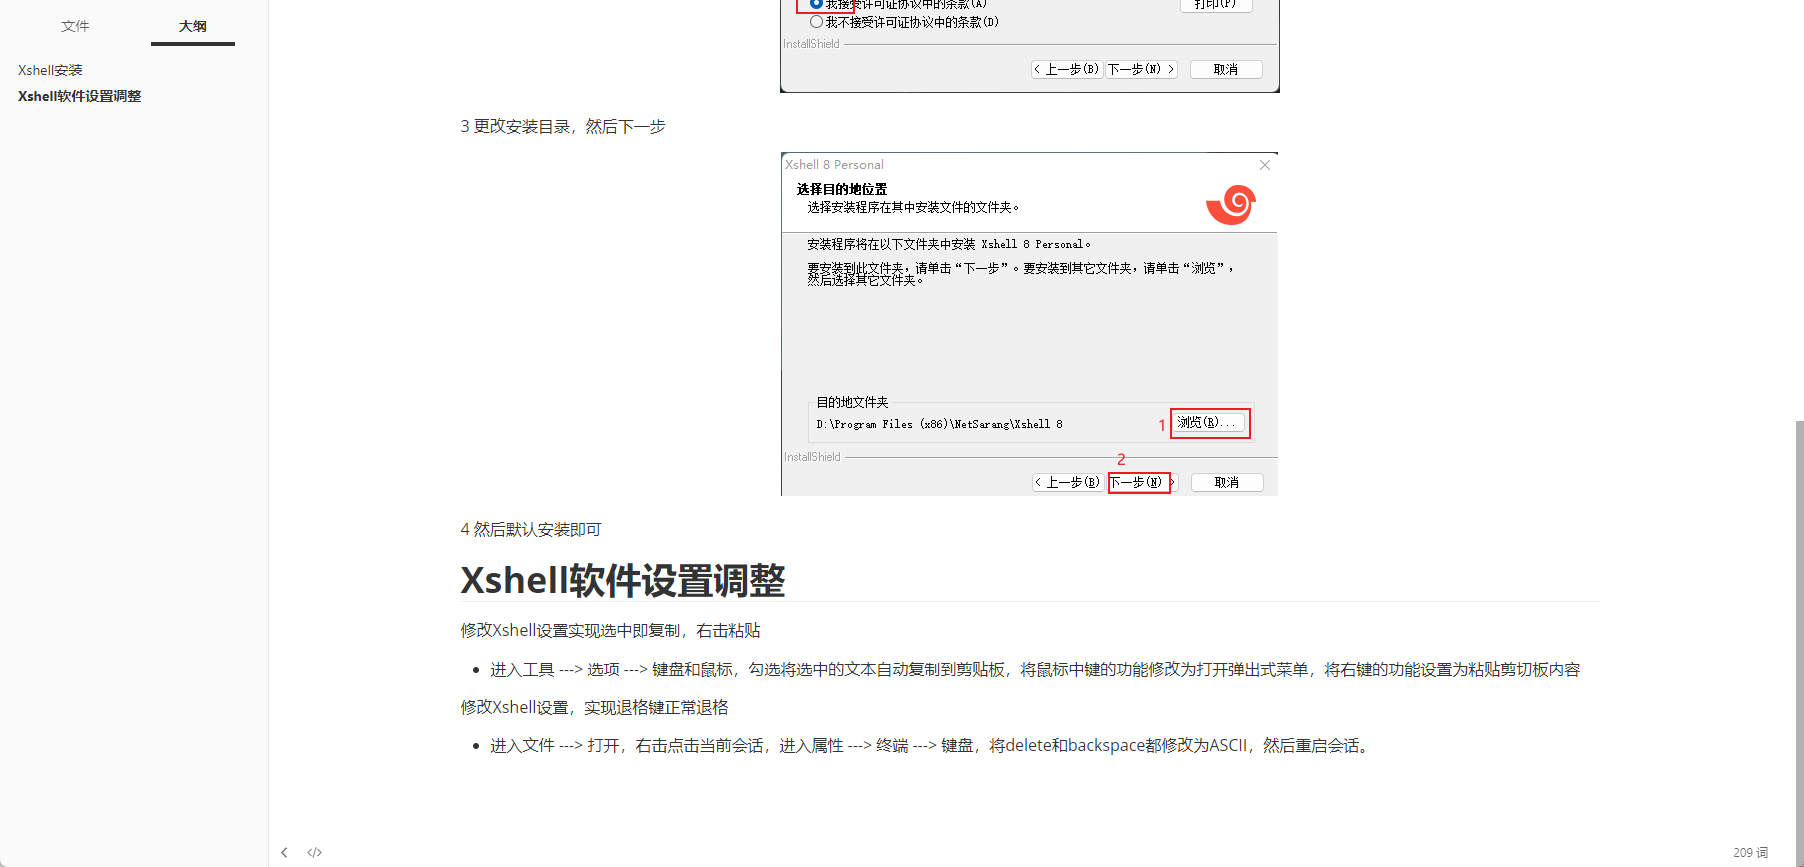 文件
大纲
Xshell安装
Xshell软件设置调整
我接受许可证协议中的条款(A)
打印(P)
我不接受许可证协议中的条款(D)
InstallShield
< 上一步(B)
下一步(N) >
取消
3 更改安装目录，然后下一步
Xshell 8 Personal
选择目的地位置
选择安装程序在其中安装文件的文件夹。
安装程序将在以下文件夹中安装 Xshell 8 Personal。
要安装到此文件夹，请单击“下一步”。要安装到其它文件夹，请单击“浏览”，
然后选择其它文件夹。
目的地文件夹
D:\Program Files (x86)\NetSarang\Xshell 8
1
浏览(R)...
InstallShield
2
< 上一步(B)
下一步(N) >
取消
4 然后默认安装即可
Xshell软件设置调整
修改Xshell设置实现选中即复制，右击粘贴
• 进入工具 ---> 选项 ---> 键盘和鼠标，勾选将选中的文本自动复制到剪贴板，将鼠标中键的功能修改为打开弹出式菜单，将右键的功能设置为粘贴剪切板内容
修改Xshell设置，实现退格键正常退格
• 进入文件 ---> 打开，右击点击当前会话，进入属性 ---> 终端 ---> 键盘，将delete和backspace都修改为ASCII，然后重启会话。
209 词